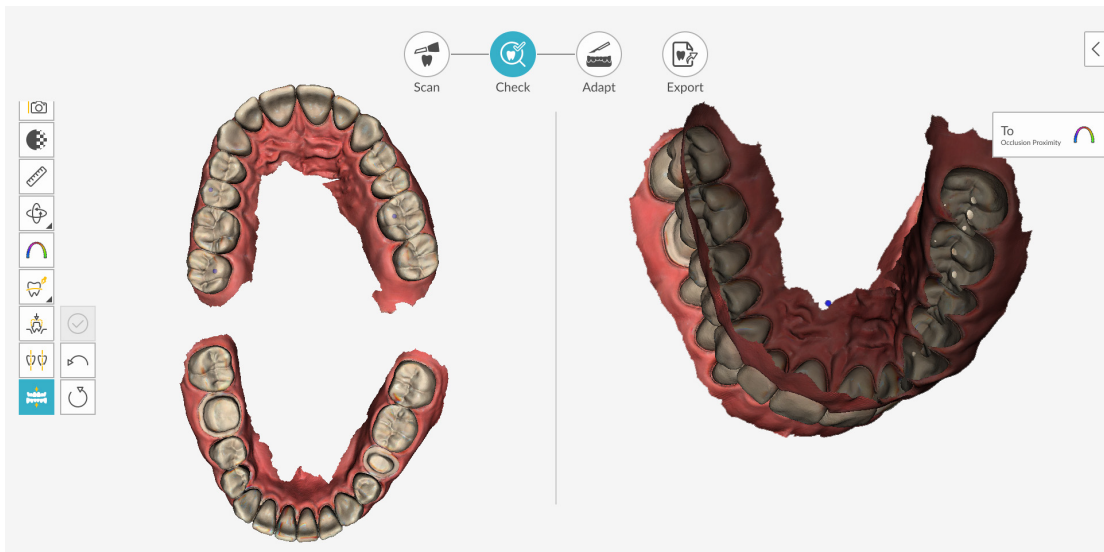 Scan
Check
Adapt
Export
To
Occlusion Proximity